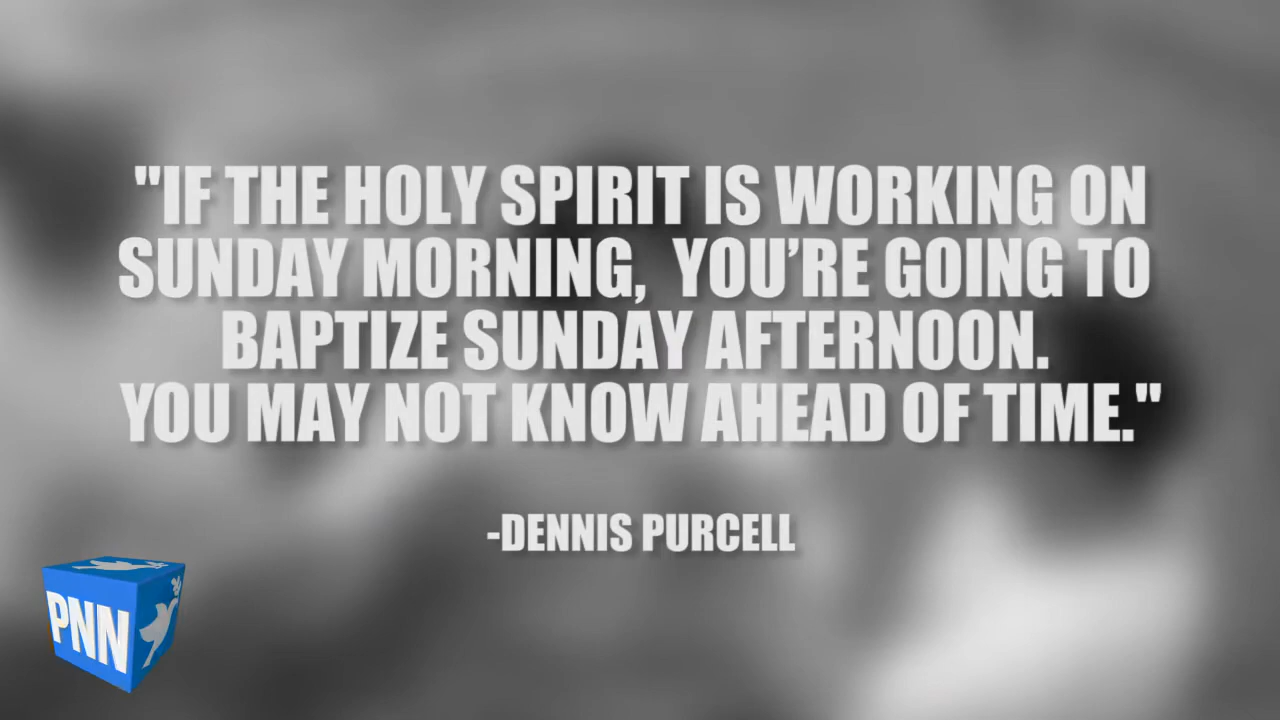 "IF THE HOLY SPIRIT IS WORKING ON
SUNDAY MORNING,  YOU’RE GOING TO
BAPTIZE SUNDAY AFTERNOON.
YOU MAY NOT KNOW AHEAD OF TIME."
-DENNIS PURCELL
PNN